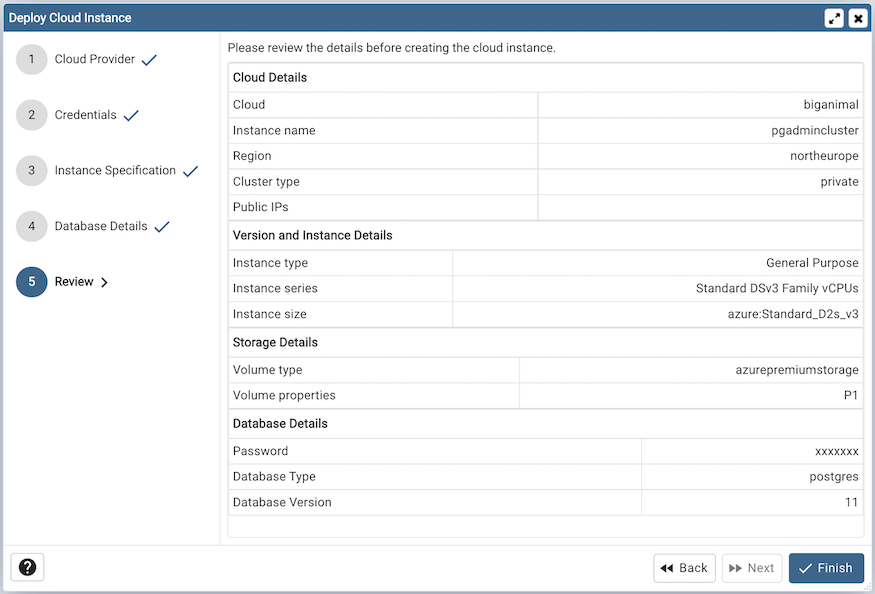 Deploy Cloud Instance
1 Cloud Provider
2 Credentials
3 Instance Specification
4 Database Details
5 Review
Please review the details before creating the cloud instance.
Cloud Details
Cloud biganimal
Instance name pgadmincluster
Region northeurope
Cluster type private
Public IPs
Version and Instance Details
Instance type General Purpose
Instance series Standard DSv3 Family vCPUs
Instance size azure:Standard_D2s_v3
Storage Details
Volume type azurepremiumstorage
Volume properties P1
Database Details
Password xxxxxxx
Database Type postgres
Database Version 11
? Back Next Finish